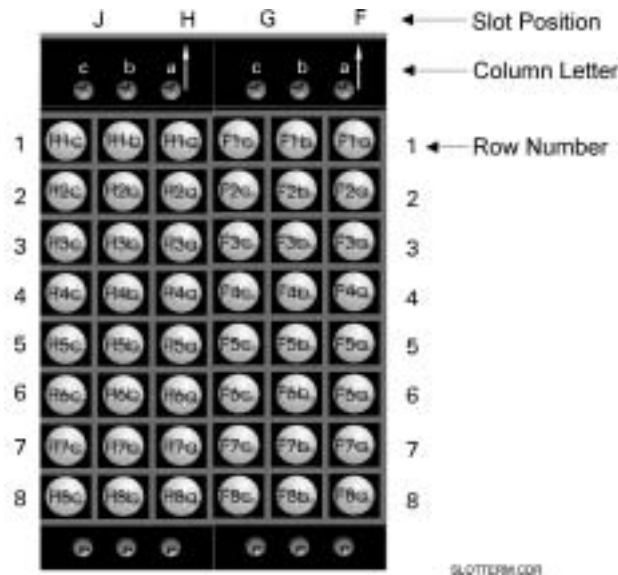 J H G F Slot Position
c b a c b a Column Letter
1 H1c H1b H1a F1c F1b F1a 1 Row Number
2 H2c H2b H2a F2c F2b F2a 2
3 H3c H3b H3a F3c F3b F3a 3
4 H4c H4b H4a F4c F4b F4a 4
5 H5c H5b H5a F5c F5b F5a 5
6 H6c H6b H6a F6c F6b F6a 6
7 H7c H7b H7a F7c F7b F7a 7
8 H8c H8b H8a F8c F8b F8a 8
SLOTTERM.CDR